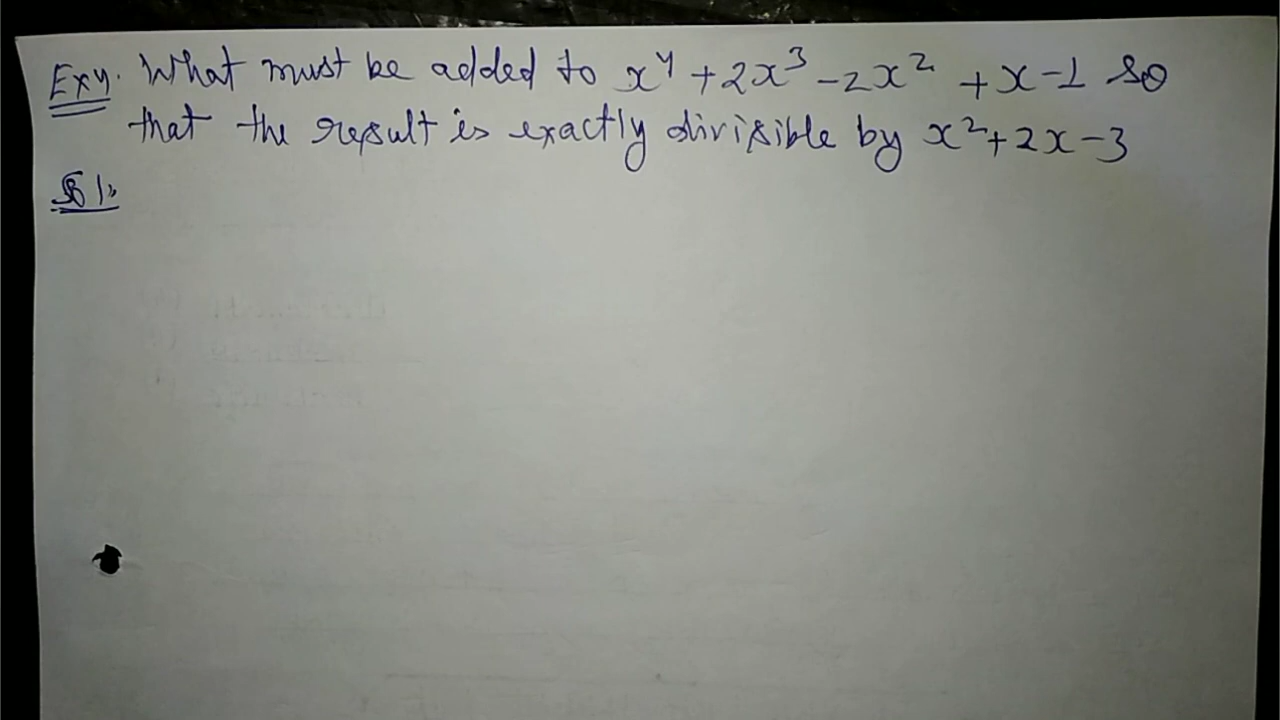 Ex4. What must be added to x⁴ + 2x³ - 2x² + x - 1 so
that the result is exactly divisible by x² + 2x - 3
Sol: